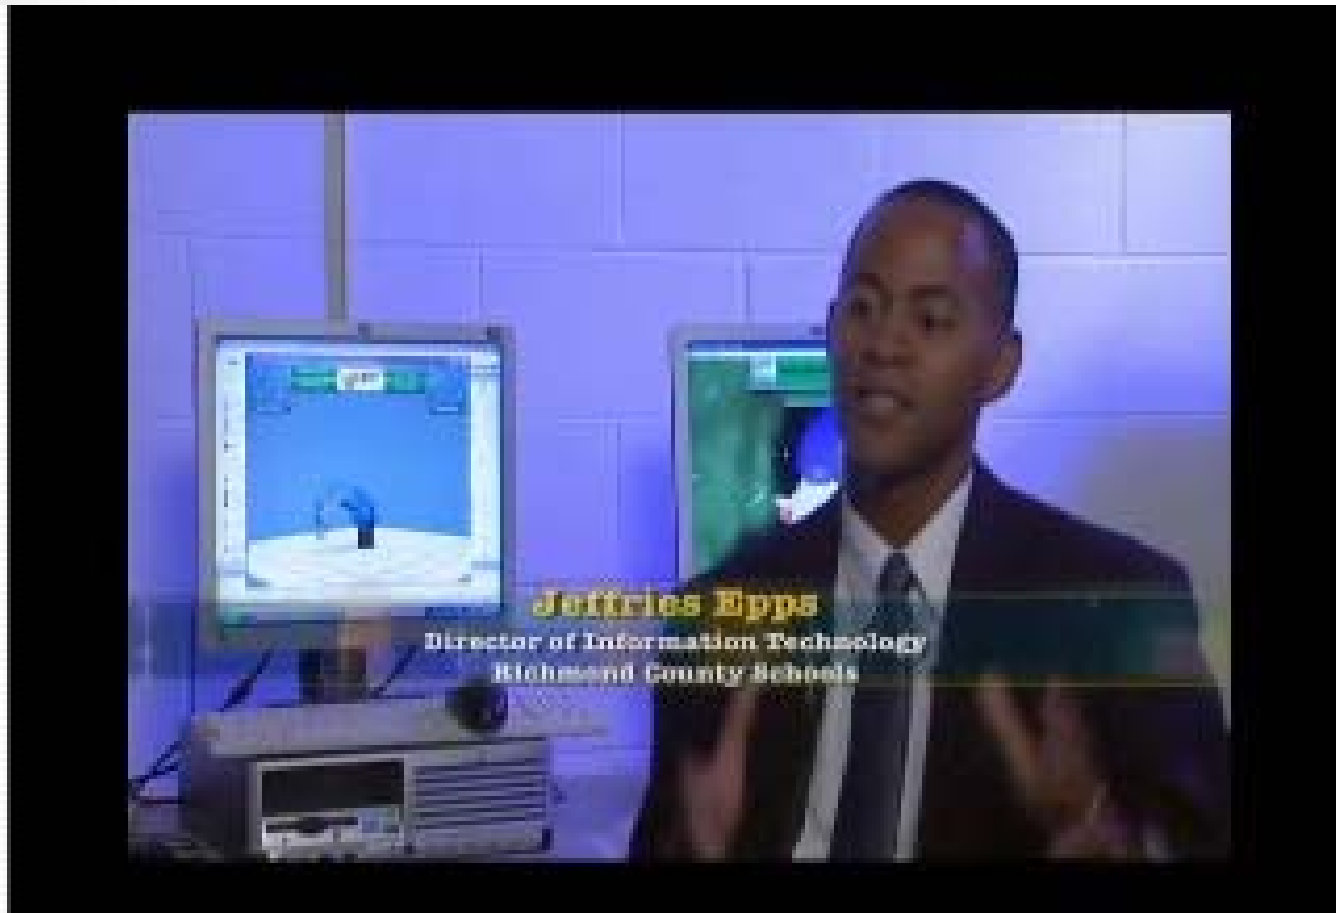 Jeffries Epps
Director of Information Technology
Richmond County Schools